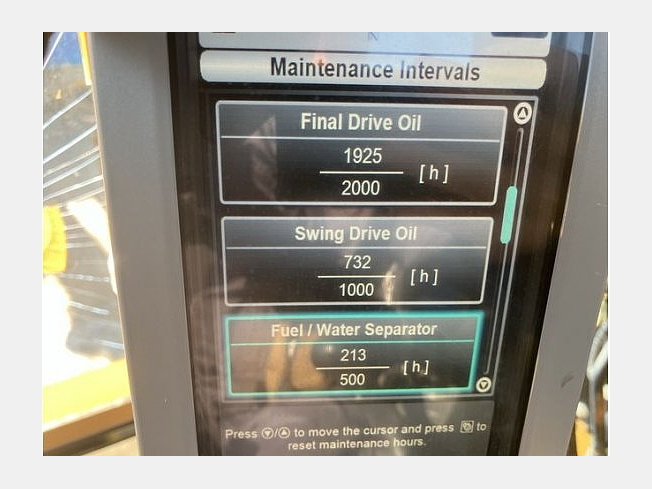 Maintenance Intervals
Final Drive Oil
1925
2000
[ h ]
Swing Drive Oil
732
1000
[ h ]
Fuel / Water Separator
213
500
[ h ]
Press ▽/△ to move the cursor and press to
reset maintenance hours.